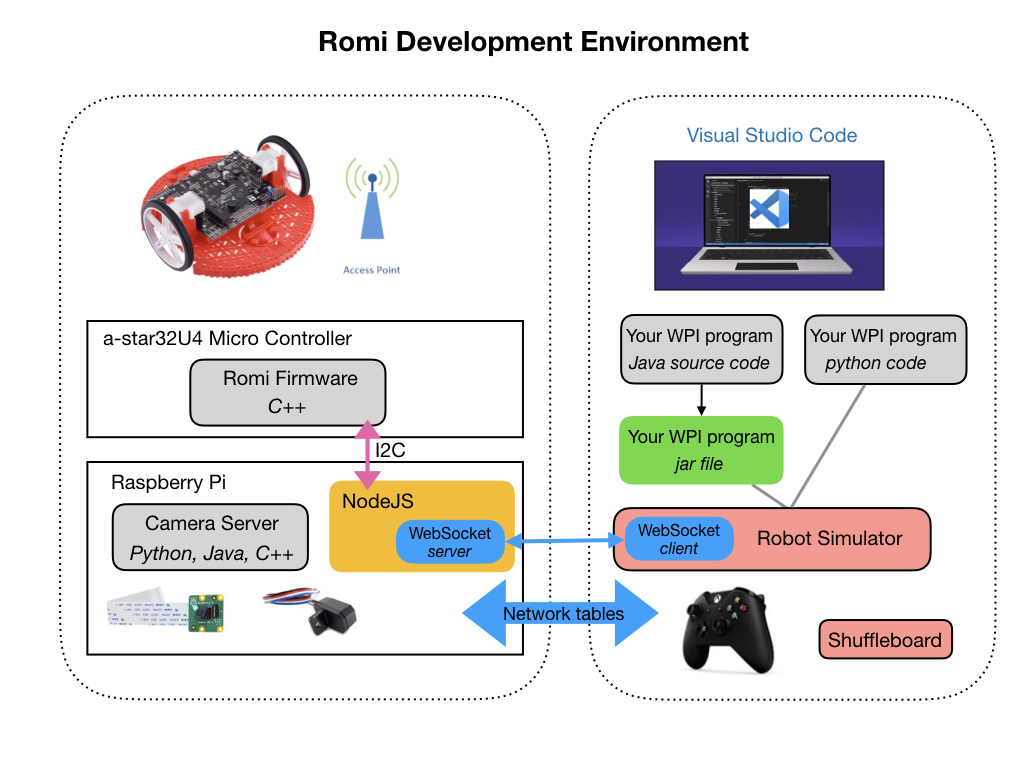 Romi Development Environment
Access Point
a-star32U4 Micro Controller
Romi Firmware
C++
I2C
Raspberry Pi
Camera Server
Python, Java, C++
NodeJS
WebSocket
server
Network tables
Visual Studio Code
Your WPI program
Java source code
Your WPI program
python code
Your WPI program
jar file
WebSocket
client
Robot Simulator
Shuffleboard